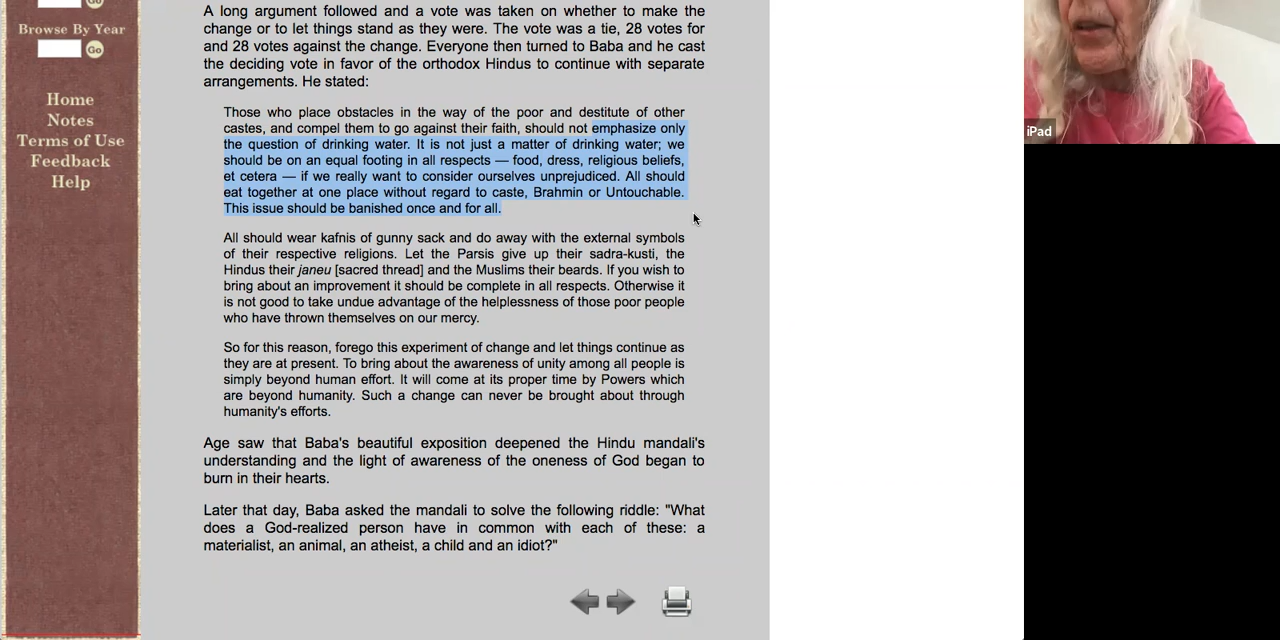 Go
Browse By Year
Go
Home
Notes
Terms of Use
Feedback
Help
A long argument followed and a vote was taken on whether to make the
change or to let things stand as they were. The vote was a tie, 28 votes for
and 28 votes against the change. Everyone then turned to Baba and he cast
the deciding vote in favor of the orthodox Hindus to continue with separate
arrangements. He stated:
Those who place obstacles in the way of the poor and destitute of other
castes, and compel them to go against their faith, should not emphasize only
the question of drinking water. It is not just a matter of drinking water; we
should be on an equal footing in all respects — food, dress, religious beliefs,
et cetera — if we really want to consider ourselves unprejudiced. All should
eat together at one place without regard to caste, Brahmin or Untouchable.
This issue should be banished once and for all.
All should wear kafnis of gunny sack and do away with the external symbols
of their respective religions. Let the Parsis give up their sadra-kusti, the
Hindus their janeu [sacred thread] and the Muslims their beards. If you wish to
bring about an improvement it should be complete in all respects. Otherwise it
is not good to take undue advantage of the helplessness of those poor people
who have thrown themselves on our mercy.
So for this reason, forego this experiment of change and let things continue as
they are at present. To bring about the awareness of unity among all people is
simply beyond human effort. It will come at its proper time by Powers which
are beyond humanity. Such a change can never be brought about through
humanity's efforts.
Age saw that Baba's beautiful exposition deepened the Hindu mandali's
understanding and the light of awareness of the oneness of God began to
burn in their hearts.
Later that day, Baba asked the mandali to solve the following riddle: "What
does a God-realized person have in common with each of these: a
materialist, an animal, an atheist, a child and an idiot?"
iPad